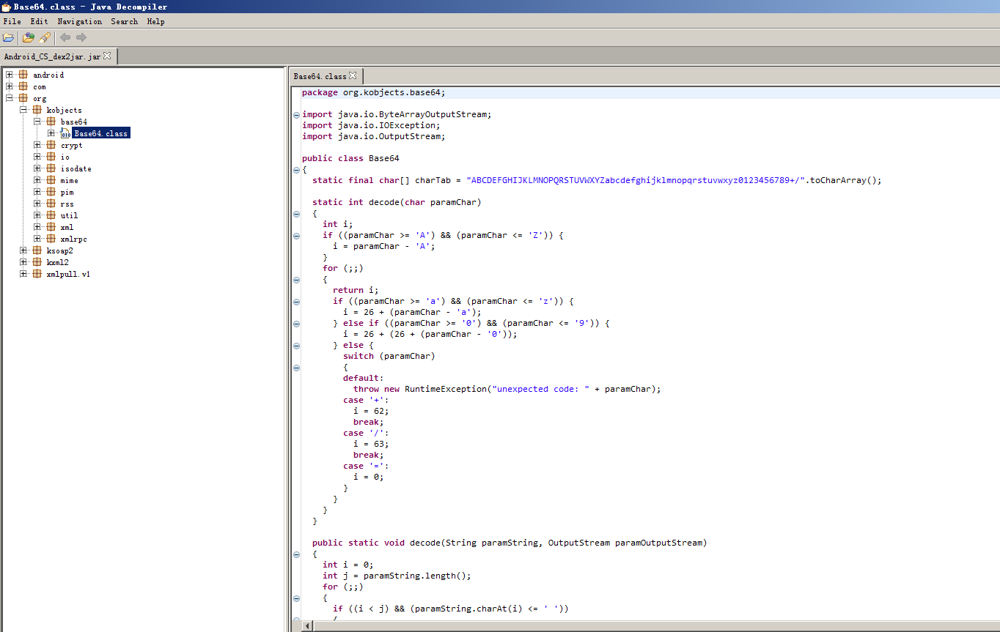 Base64.class - Java Decompiler
File Edit Navigation Search Help
Android_CS_dex2jar.jar
android
com
org
kobjects
base64
Base64.class
crypt
io
isodate
mime
pim
rss
util
xml
xmlrpc
ksoap2
kxml2
xmlpull.v1
Base64.class
package org.kobjects.base64;
import java.io.ByteArrayOutputStream;
import java.io.IOException;
import java.io.OutputStream;
public class Base64
{
static final char[] charTab = "ABCDEFGHIJKLMNOPQRSTUVWXYZabcdefghijklmnopqrstuvwxyz0123456789+/".toCharArray();
static int decode(char paramChar)
{
int i;
if ((paramChar >= 'A') && (paramChar <= 'Z')) {
i = paramChar - 'A';
}
for (;;)
{
return i;
if ((paramChar >= 'a') && (paramChar <= 'z')) {
i = 26 + (paramChar - 'a');
} else if ((paramChar >= '0') && (paramChar <= '9')) {
i = 26 + (26 + (paramChar - '0'));
} else {
switch (paramChar)
{
default:
throw new RuntimeException("unexpected code: " + paramChar);
case '+':
i = 62;
break;
case '/':
i = 63;
break;
case '=':
i = 0;
}
}
}
}
public static void decode(String paramString, OutputStream paramOutputStream)
{
int i = 0;
int j = paramString.length();
for (;;)
{
if ((i < j) && (paramString.charAt(i) <= ' '))
{